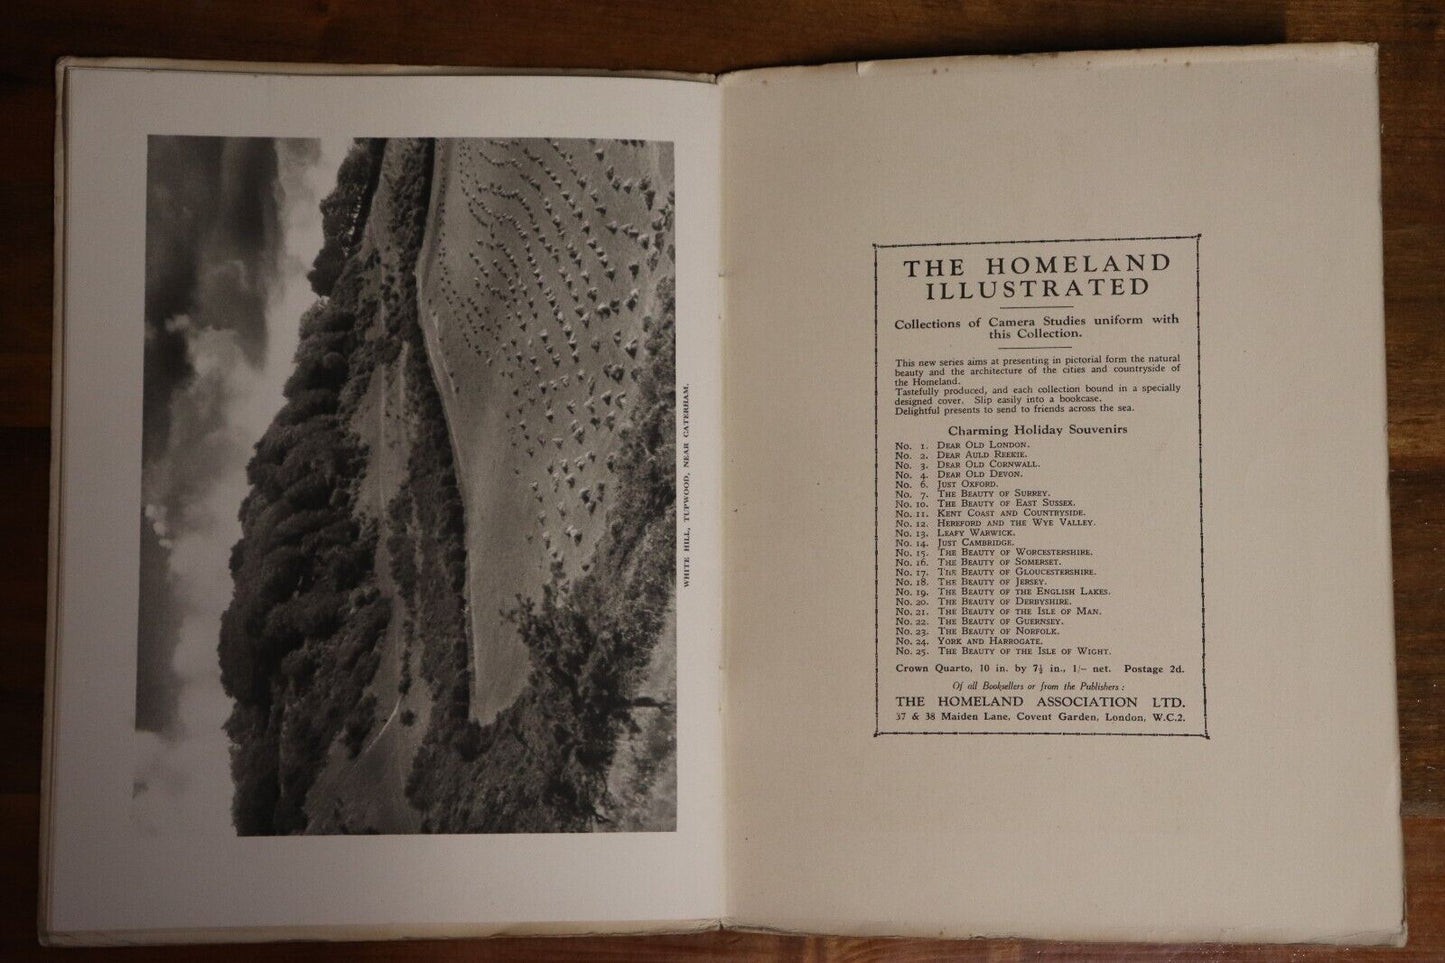 WHITE HILL, TUPWOOD, NEAR CATERHAM.
THE HOMELAND
ILLUSTRATED
Collections of Camera Studies uniform with
this Collection.
This new series aims at presenting in pictorial form the natural
beauty and the architecture of the cities and countryside of
the Homeland.
Tastefully produced, and each collection bound in a specially
designed cover. Slip easily into a bookcase.
Delightful presents to send to friends across the sea.
Charming Holiday Souvenirs
No. 1. DEAR OLD LONDON.
No. 2. DEAR AULD REEKIE.
No. 3. DEAR OLD CORNWALL.
No. 4. DEAR OLD DEVON.
No. 6. JUST OXFORD.
No. 7. THE BEAUTY OF SURREY.
No. 10. THE BEAUTY OF EAST SUSSEX.
No. 11. KENT COAST AND COUNTRYSIDE.
No. 12. HEREFORD AND THE WYE VALLEY.
No. 13. LEAFY WARWICK.
No. 14. JUST CAMBRIDGE.
No. 15. THE BEAUTY OF WORCESTERSHIRE.
No. 16. THE BEAUTY OF SOMERSET.
No. 17. THE BEAUTY OF GLOUCESTERSHIRE.
No. 18. THE BEAUTY OF JERSEY.
No. 19. THE BEAUTY OF THE ENGLISH LAKES.
No. 20. THE BEAUTY OF DERBYSHIRE.
No. 21. THE BEAUTY OF THE ISLE OF MAN.
No. 22. THE BEAUTY OF GUERNSEY.
No. 23. THE BEAUTY OF NORFOLK.
No. 24. YORK AND HARROGATE.
No. 25. THE BEAUTY OF THE ISLE OF WIGHT.
Crown Quarto, 10 in. by 7½ in., 1/- net. Postage 2d.
Of all Booksellers or from the Publishers :
THE HOMELAND ASSOCIATION LTD.
37 & 38 Maiden Lane, Covent Garden, London, W.C.2.